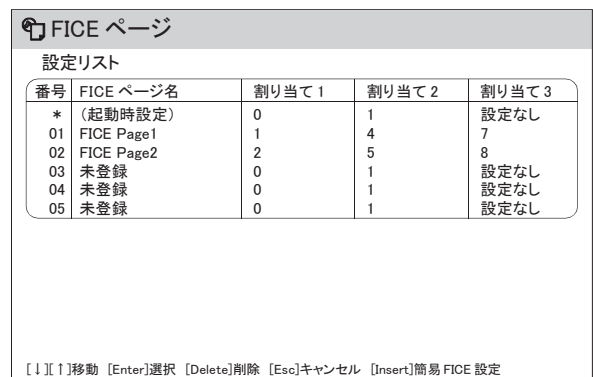 FICE ページ
設定リスト
番号 FICE ページ名 割り当て 1 割り当て 2 割り当て 3
* (起動時設定) 0 1 設定なし
01 FICE Page1 1 4 7
02 FICE Page2 2 5 8
03 未登録 0 1 設定なし
04 未登録 0 1 設定なし
05 未登録 0 1 設定なし
[↓][↑]移動 [Enter]選択 [Delete]削除 [Esc]キャンセル [Insert]簡易 FICE 設定